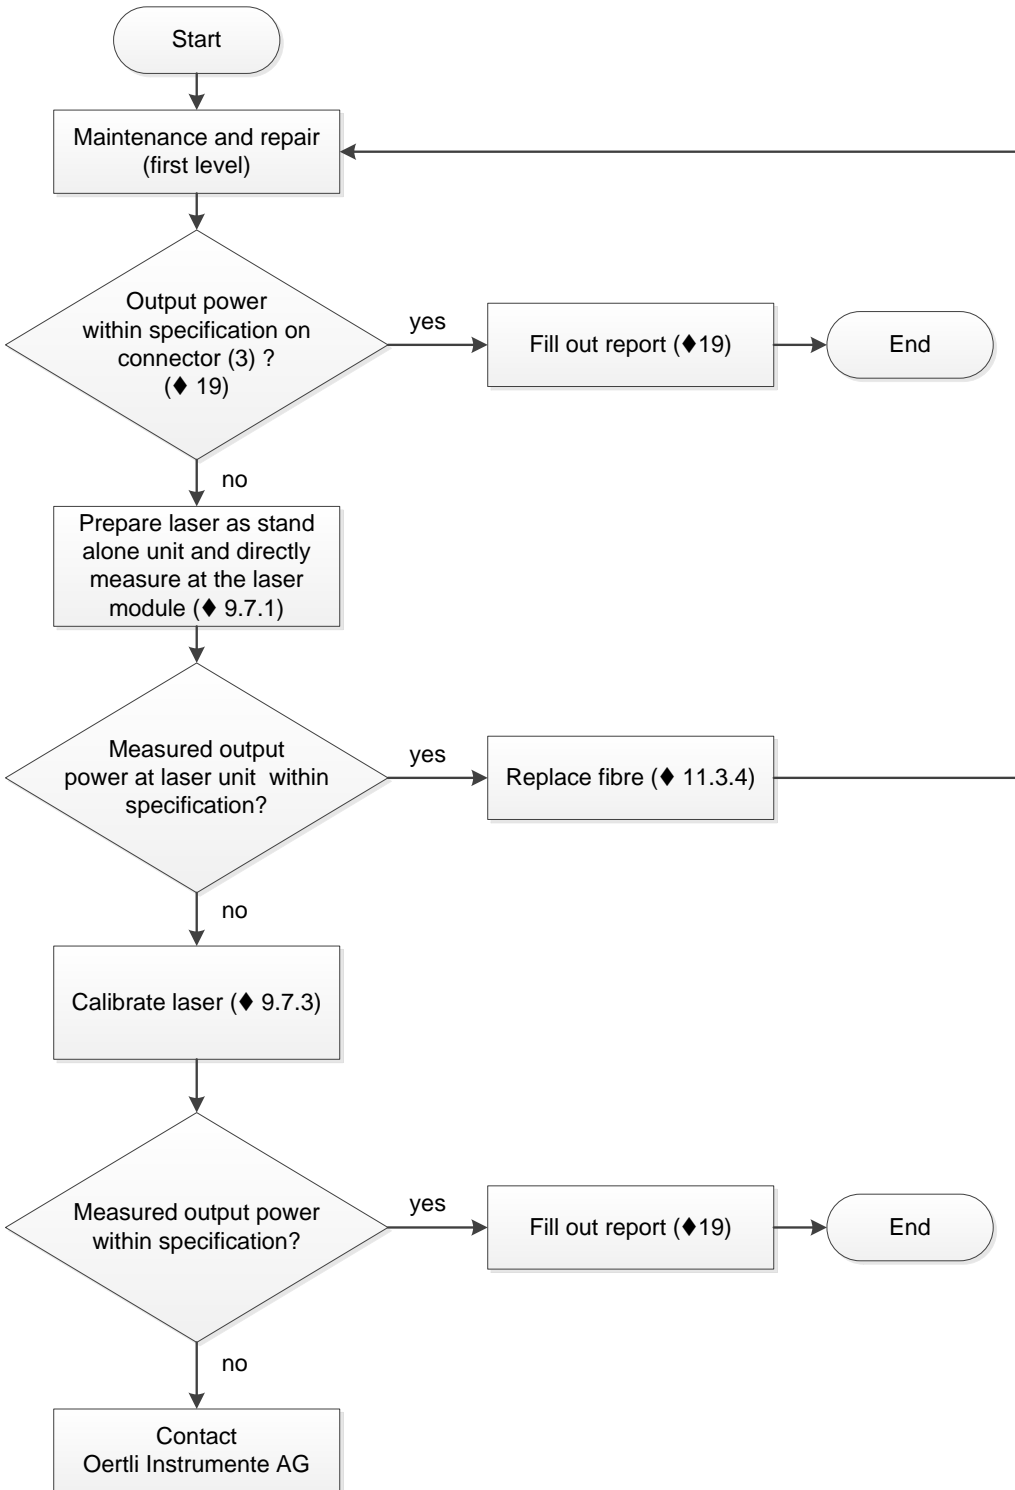 Start
Maintenance and repair
(first level)
Output power
within specification on
connector (3) ?
(♦ 19)
yes
Fill out report (♦19)
End
no
Prepare laser as stand
alone unit and directly
measure at the laser
module (♦ 9.7.1)
Measured output
power at laser unit within
specification?
yes
Replace fibre (♦ 11.3.4)
no
Calibrate laser (♦ 9.7.3)
Measured output power
within specification?
yes
Fill out report (♦19)
End
no
Contact
Oertli Instrumente AG